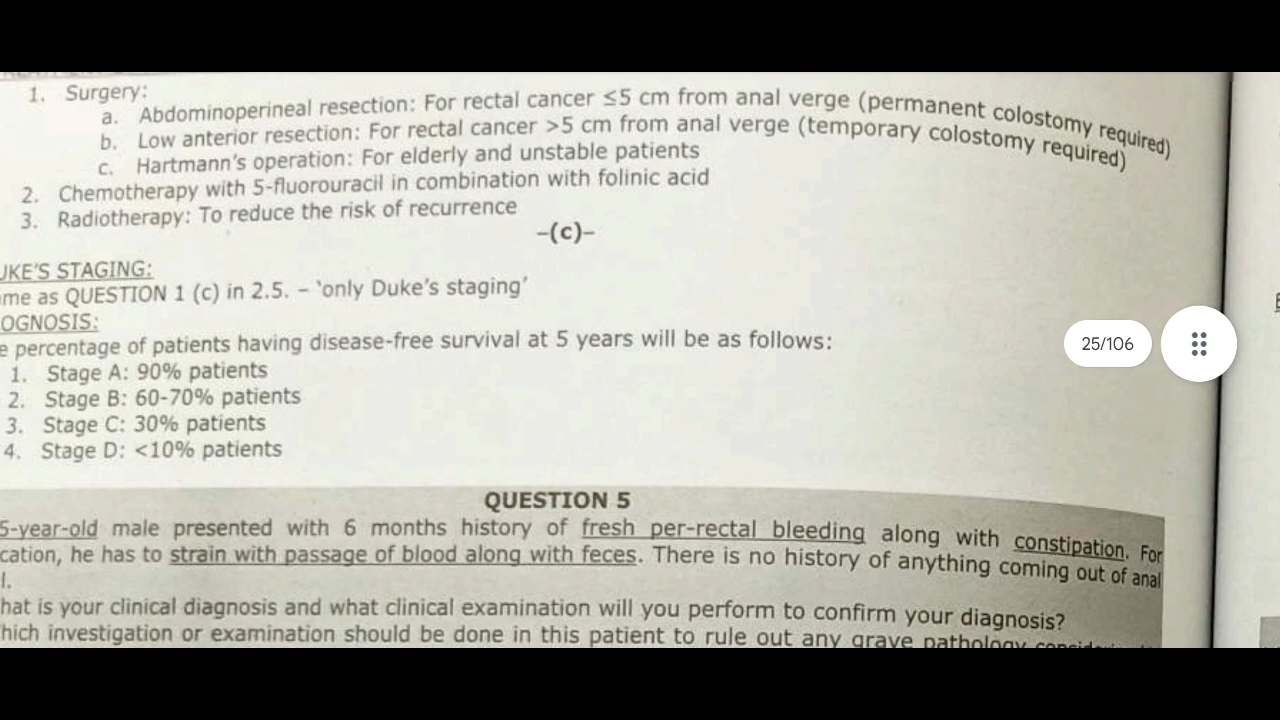 1. Surgery:
a. Abdominoperineal resection: For rectal cancer ≤5 cm from anal verge (permanent colostomy required)
b. Low anterior resection: For rectal cancer >5 cm from anal verge (temporary colostomy required)
c. Hartmann's operation: For elderly and unstable patients
2. Chemotherapy with 5-fluorouracil in combination with folinic acid
3. Radiotherapy: To reduce the risk of recurrence
–(c)–
UKE'S STAGING:
me as QUESTION 1 (c) in 2.5. – 'only Duke's staging'
OGNOSIS:
e percentage of patients having disease-free survival at 5 years will be as follows:
1. Stage A: 90% patients
2. Stage B: 60-70% patients
3. Stage C: 30% patients
4. Stage D: <10% patients
25/106
QUESTION 5
5-year-old male presented with 6 months history of fresh per-rectal bleeding along with constipation. For
cation, he has to strain with passage of blood along with feces. There is no history of anything coming out of anal
l.
hat is your clinical diagnosis and what clinical examination will you perform to confirm your diagnosis?
hich investigation or examination should be done in this patient to rule out any grave pathology